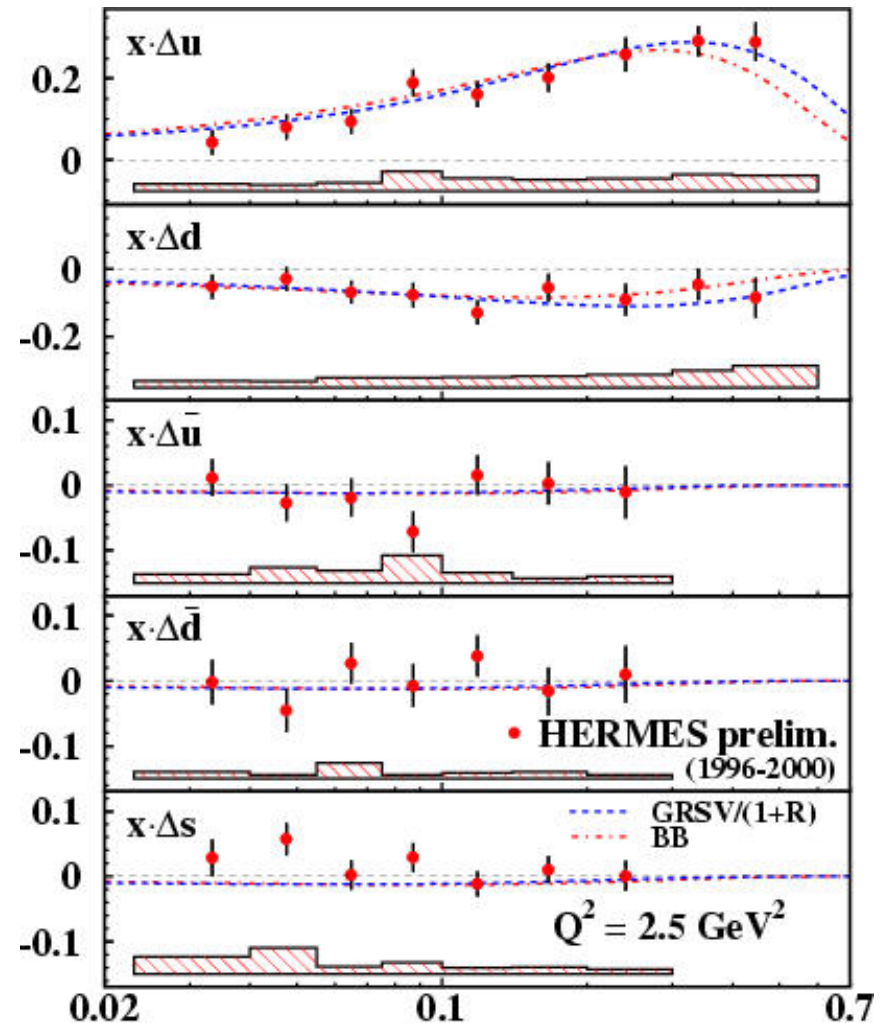 x·Δu
0.2
0
x·Δd
0
-0.2
x·Δū
0.1
0
-0.1
x·Δd̄
0.1
0
-0.1
HERMES prelim.
(1996-2000)
x·Δs
0.1
0
-0.1
GRSV/(1+R)
BB
Q² = 2.5 GeV²
0.02 0.1 0.7